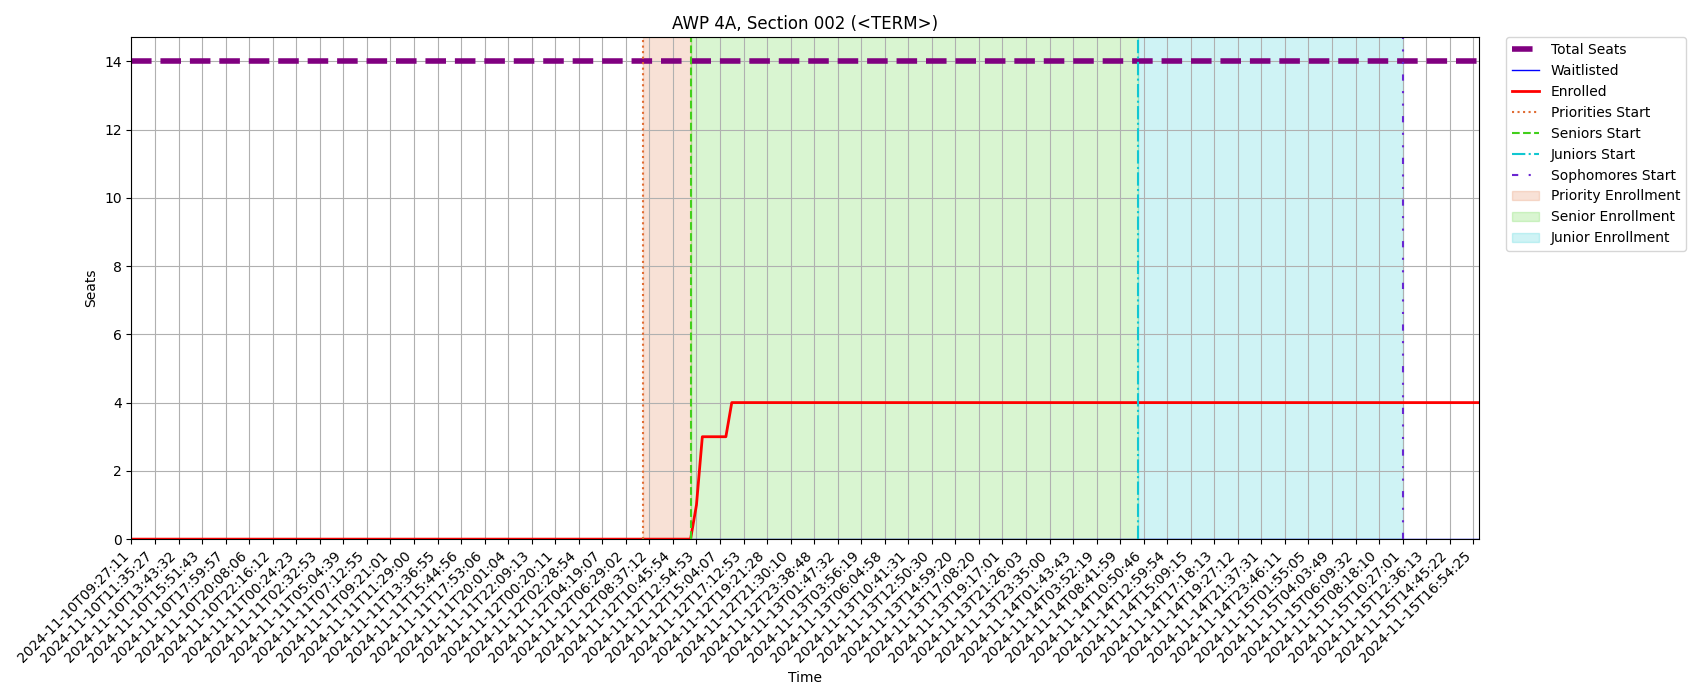 AWP 4A, Section 002 (<TERM>)
Total Seats
Waitlisted
Enrolled
Priorities Start
Seniors Start
Juniors Start
Sophomores Start
Priority Enrollment
Senior Enrollment
Junior Enrollment
Seats
14
12
10
8
6
4
2
0
2024-11-10T09:27:11
2024-11-10T11:35:27
2024-11-10T13:43:32
2024-11-10T15:51:43
2024-11-10T17:59:57
2024-11-10T20:08:06
2024-11-10T22:16:12
2024-11-11T00:24:23
2024-11-11T02:32:53
2024-11-11T05:04:39
2024-11-11T07:12:55
2024-11-11T09:21:01
2024-11-11T11:29:00
2024-11-11T13:36:55
2024-11-11T15:44:56
2024-11-11T17:53:06
2024-11-11T20:01:04
2024-11-11T22:09:13
2024-11-12T00:20:11
2024-11-12T02:28:54
2024-11-12T04:19:07
2024-11-12T06:29:02
2024-11-12T08:37:12
2024-11-12T10:45:54
2024-11-12T12:54:53
2024-11-12T15:04:07
2024-11-12T17:12:53
2024-11-12T19:21:28
2024-11-12T21:30:10
2024-11-12T23:38:48
2024-11-13T01:47:32
2024-11-13T03:56:19
2024-11-13T06:04:58
2024-11-13T10:41:31
2024-11-13T12:50:30
2024-11-13T14:59:20
2024-11-13T17:08:20
2024-11-13T19:17:01
2024-11-13T21:26:03
2024-11-13T23:35:00
2024-11-14T01:43:43
2024-11-14T03:52:19
2024-11-14T08:41:59
2024-11-14T10:50:46
2024-11-14T12:59:54
2024-11-14T15:09:15
2024-11-14T17:18:13
2024-11-14T19:27:12
2024-11-14T21:37:31
2024-11-14T23:46:11
2024-11-15T01:55:05
2024-11-15T04:03:49
2024-11-15T06:09:32
2024-11-15T08:18:10
2024-11-15T10:27:01
2024-11-15T12:36:13
2024-11-15T14:45:22
2024-11-15T16:54:25
Time